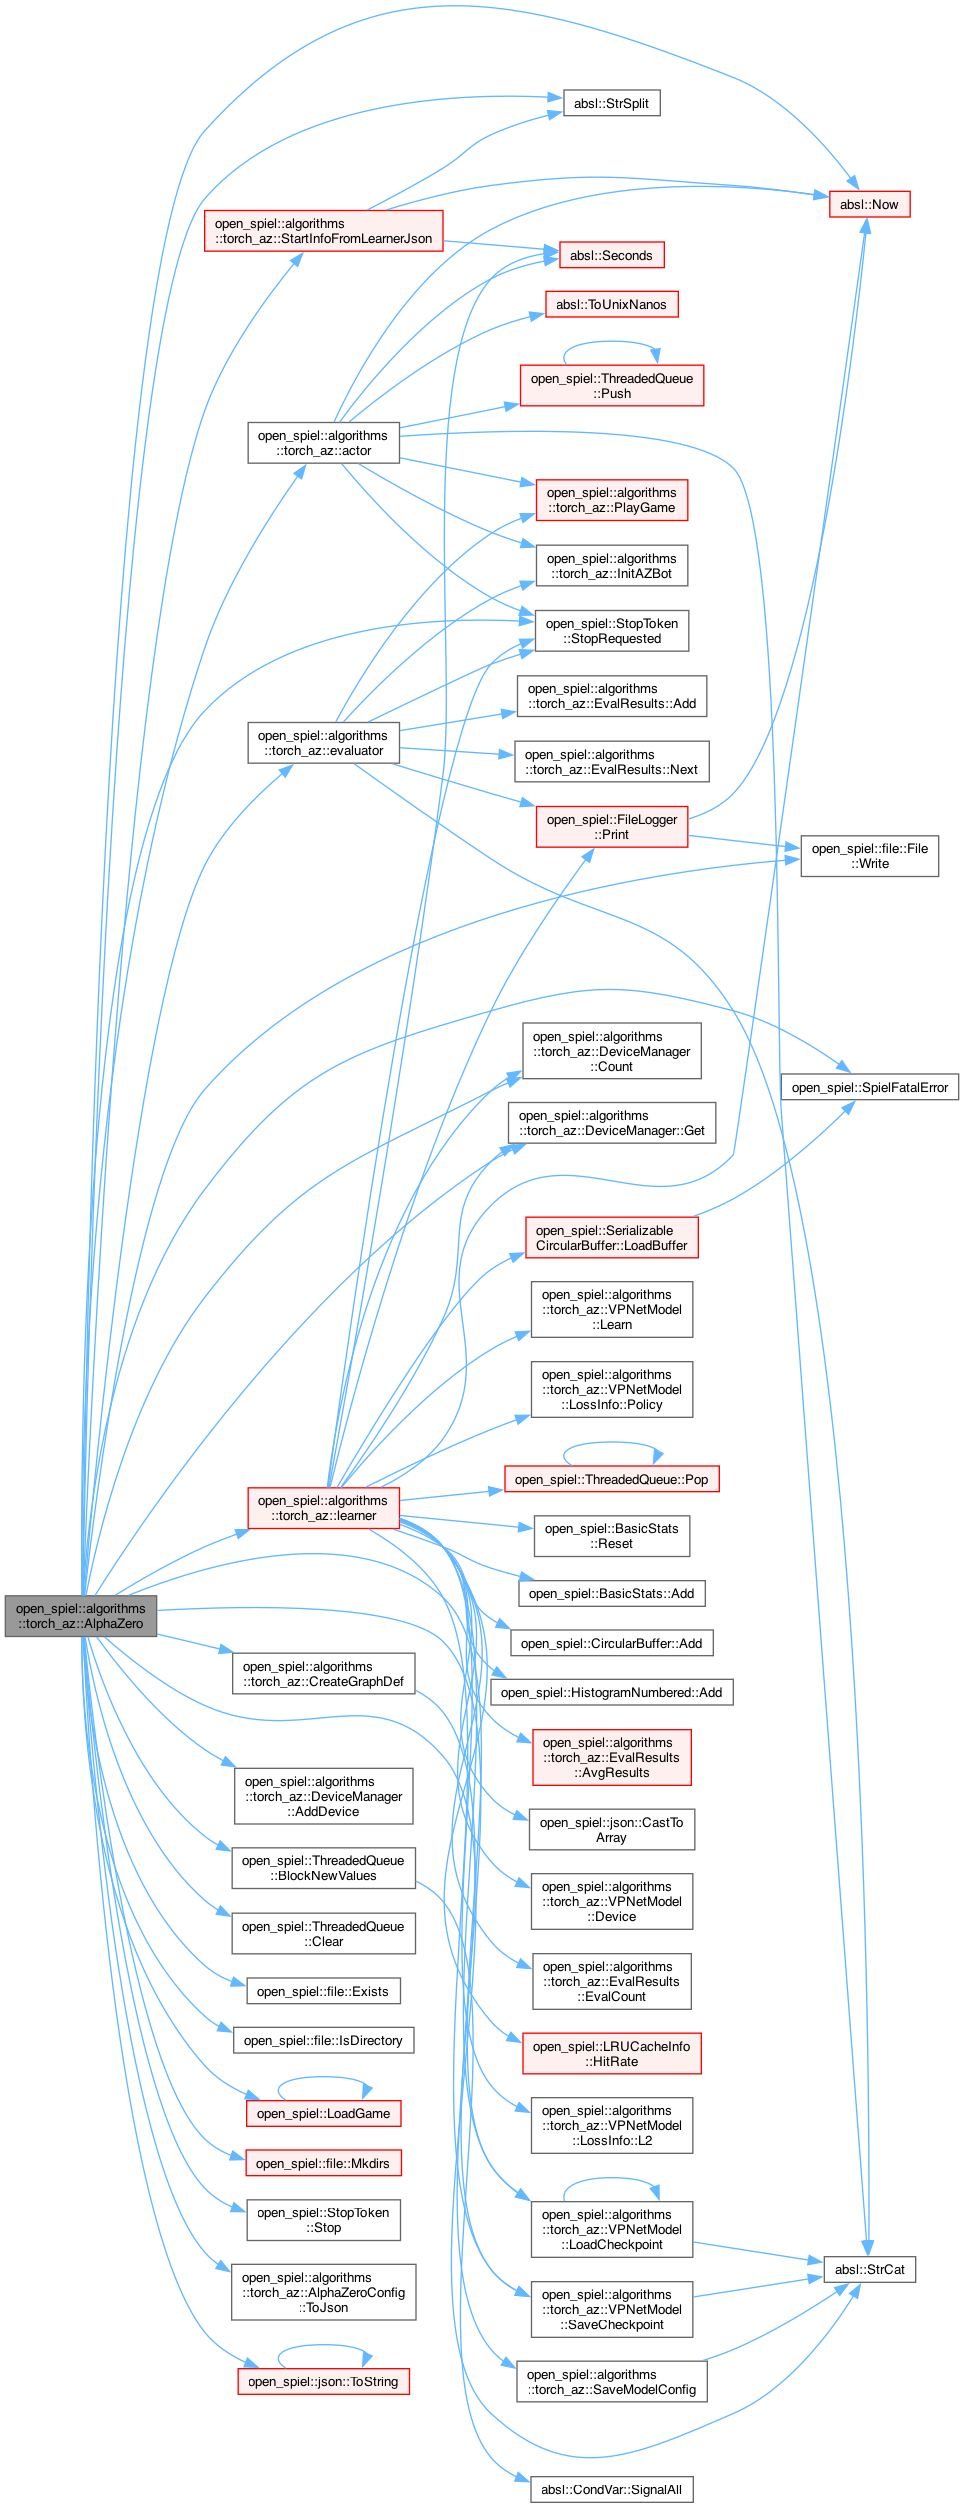 absl::StrSplit
absl::Now
open_spiel::algorithms
::torch_az::StartInfoFromLearnerJson
absl::Seconds
absl::ToUnixNanos
open_spiel::ThreadedQueue
::Push
open_spiel::algorithms
::torch_az::actor
open_spiel::algorithms
::torch_az::PlayGame
open_spiel::algorithms
::torch_az::InitAZBot
open_spiel::StopToken
::StopRequested
open_spiel::algorithms
::torch_az::EvalResults::Add
open_spiel::algorithms
::torch_az::evaluator
open_spiel::algorithms
::torch_az::EvalResults::Next
open_spiel::FileLogger
::Print
open_spiel::file::File
::Write
open_spiel::algorithms
::torch_az::DeviceManager
::Count
open_spiel::SpielFatalError
open_spiel::algorithms
::torch_az::DeviceManager::Get
open_spiel::Serializable
CircularBuffer::LoadBuffer
open_spiel::algorithms
::torch_az::VPNetModel
::Learn
open_spiel::algorithms
::torch_az::VPNetModel
::LossInfo::Policy
open_spiel::ThreadedQueue::Pop
open_spiel::algorithms
::torch_az::learner
open_spiel::BasicStats
::Reset
open_spiel::BasicStats::Add
open_spiel::algorithms
::torch_az::AlphaZero
open_spiel::CircularBuffer::Add
open_spiel::algorithms
::torch_az::CreateGraphDef
open_spiel::HistogramNumbered::Add
open_spiel::algorithms
::torch_az::EvalResults
::AvgResults
open_spiel::algorithms
::torch_az::DeviceManager
::AddDevice
open_spiel::json::CastTo
Array
open_spiel::ThreadedQueue
::BlockNewValues
open_spiel::algorithms
::torch_az::VPNetModel
::Device
open_spiel::ThreadedQueue
::Clear
open_spiel::algorithms
::torch_az::EvalResults
::EvalCount
open_spiel::file::Exists
open_spiel::file::IsDirectory
open_spiel::LRUCacheInfo
::HitRate
open_spiel::LoadGame
open_spiel::algorithms
::torch_az::VPNetModel
::LossInfo::L2
open_spiel::file::Mkdirs
open_spiel::StopToken
::Stop
open_spiel::algorithms
::torch_az::VPNetModel
::LoadCheckpoint
absl::StrCat
open_spiel::algorithms
::torch_az::AlphaZeroConfig
::ToJson
open_spiel::algorithms
::torch_az::VPNetModel
::SaveCheckpoint
open_spiel::json::ToString
open_spiel::algorithms
::torch_az::SaveModelConfig
absl::CondVar::SignalAll